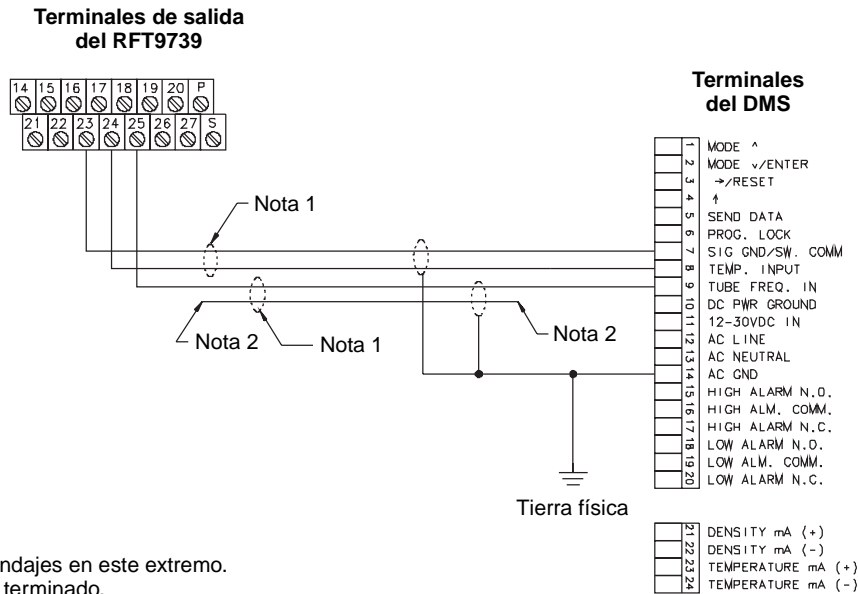 Terminales de salida
del RFT9739
14 15 16 17 18 19 20 P
21 22 23 24 25 26 27 S
Terminales
del DMS
1 MODE ^
2 MODE v/ENTER
3 →/RESET
4 ↑
5 SEND DATA
6 PROG. LOCK
7 SIG GND/SW. COMM
8 TEMP. INPUT
9 TUBE FREQ. IN
10 DC PWR GROUND
11 12-30VDC IN
12 AC LINE
13 AC NEUTRAL
14 AC GND
15 HIGH ALARM N.O.
16 HIGH ALM. COMM.
17 HIGH ALARM N.C.
18 LOW ALARM N.O.
19 LOW ALM. COMM.
20 LOW ALARM N.C.
21 DENSITY mA (+)
22 DENSITY mA (-)
23 TEMPERATURE mA (+)
24 TEMPERATURE mA (-)
Nota 1
Nota 2
Nota 1
Nota 2
Tierra física
ndajes en este extremo.
terminado.